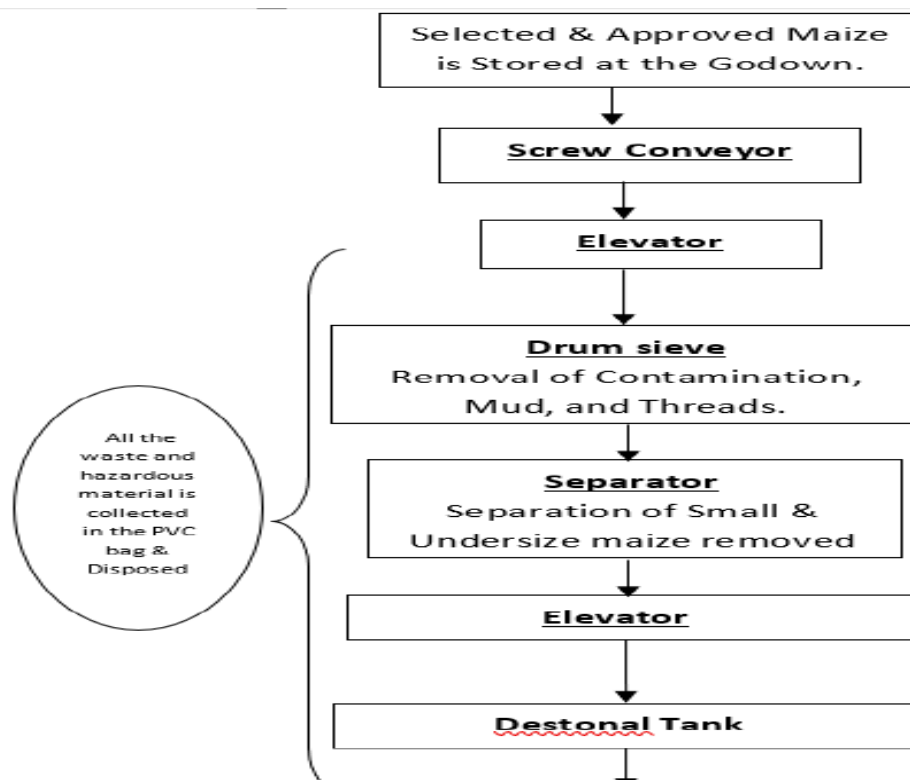 Selected & Approved Maize
is Stored at the Godown.
Screw Conveyor
Elevator
Drum sieve
Removal of Contamination,
Mud, and Threads.
All the
waste and
hazardous
material is
collected
in the PVC
bag &
Disposed
Separator
Separation of Small &
Undersize maize removed
Elevator
Destonal Tank